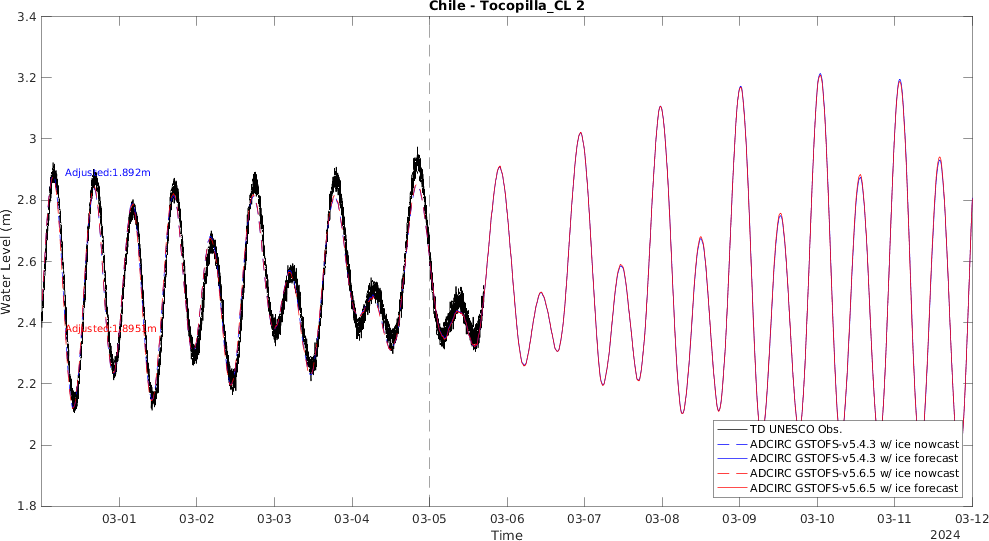 Chile - Tocopilla_CL 2
Water Level (m)
3.4
3.2
3
2.8
2.6
2.4
2.2
2
1.8
Adjusted:1.892m
Adjusted:1.8951m
TD UNESCO Obs.
ADCIRC GSTOFS-v5.4.3 w/ ice nowcast
ADCIRC GSTOFS-v5.4.3 w/ ice forecast
ADCIRC GSTOFS-v5.6.5 w/ ice nowcast
ADCIRC GSTOFS-v5.6.5 w/ ice forecast
03-01 03-02 03-03 03-04 03-05 03-06 03-07 03-08 03-09 03-10 03-11 03-12
Time
2024